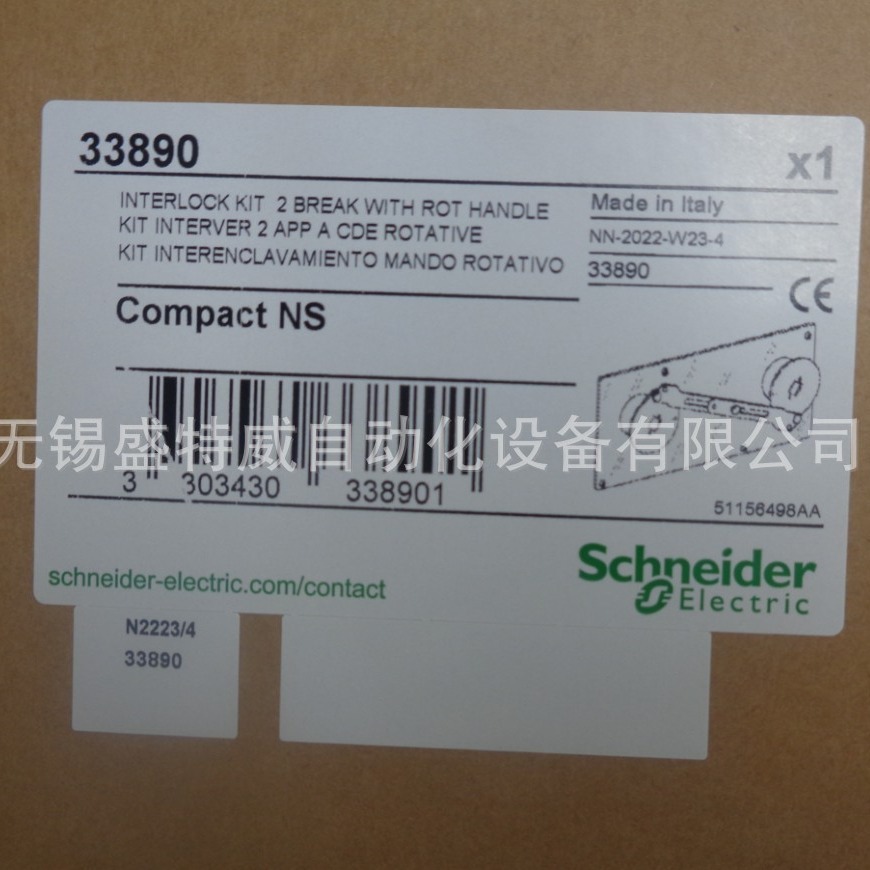 33890
x1
INTERLOCK KIT 2 BREAK WITH ROT HANDLE
KIT INTERVER 2 APP A CDE ROTATIVE
KIT INTERENCLAVAMIENTO MANDO ROTATIVO
Made in Italy
NN-2022-W23-4
33890
CE
Compact NS
无锡盛特威自动化设备有限公司
3 303430 338901
51156498AA
schneider-electric.com/contact
Schneider
Electric
N2223/4
33890